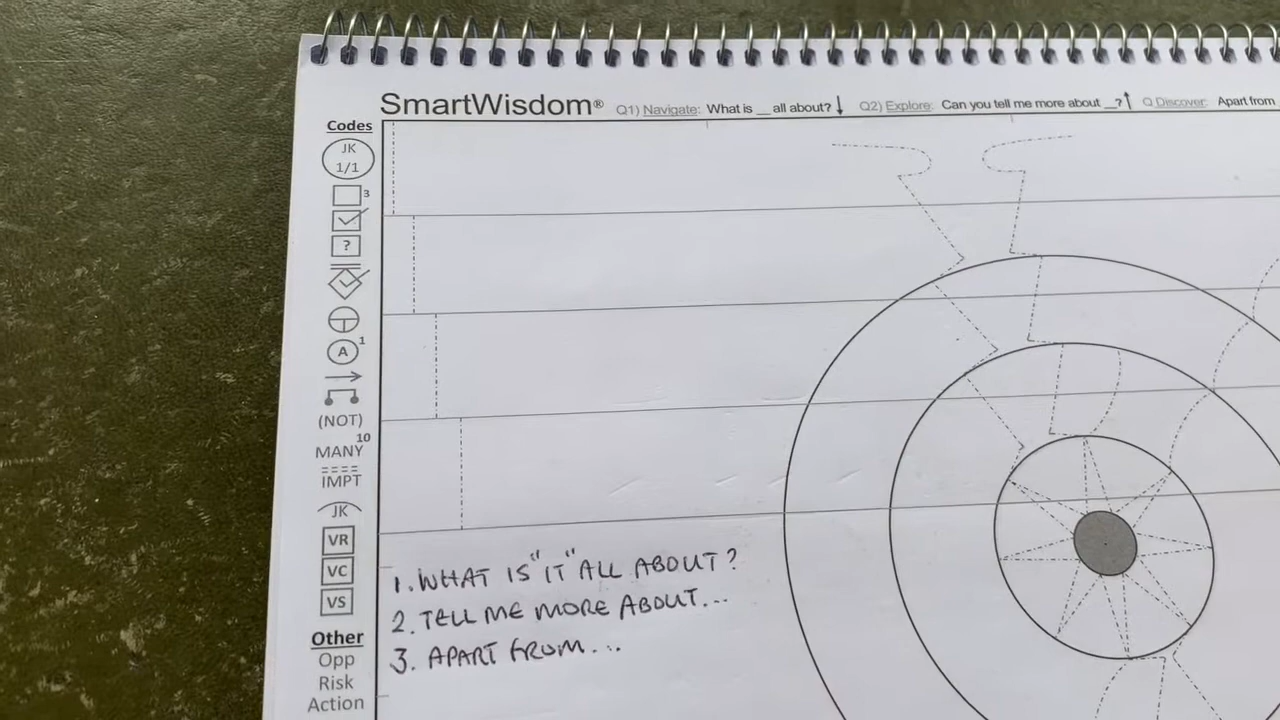 SmartWisdom® Q1) Navigate: What is __ all about? Q2) Explore: Can you tell me more about __? Q Discover: Apart from
Codes
JK
1/1
3
?
A 1
(NOT)
MANY 10
IMPT
JK
VR
VC
VS
Other
Opp
Risk
Action
1. WHAT IS "IT" ALL ABOUT?
2. TELL ME MORE ABOUT...
3. APART FROM...